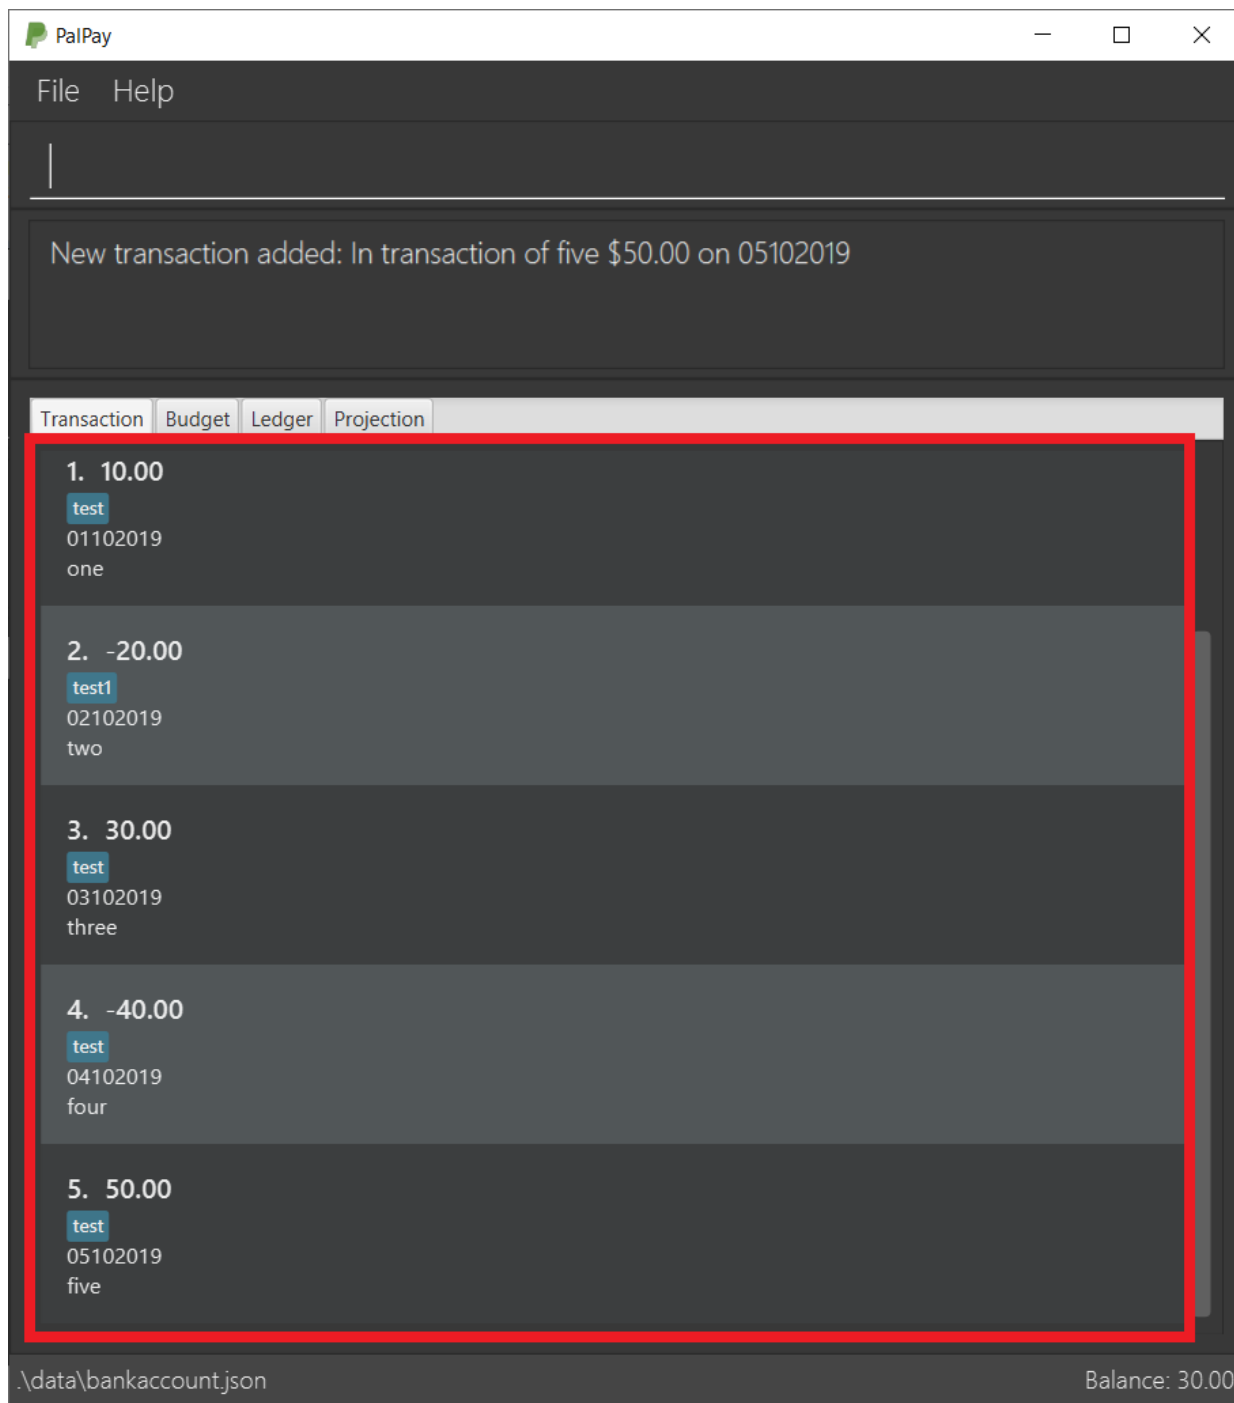 PalPay
File Help
New transaction added: In transaction of five $50.00 on 05102019
Transaction Budget Ledger Projection
1. 10.00
test
01102019
one
2. -20.00
test1
02102019
two
3. 30.00
test
03102019
three
4. -40.00
test
04102019
four
5. 50.00
test
05102019
five
.\data\bankaccount.json Balance: 30.00